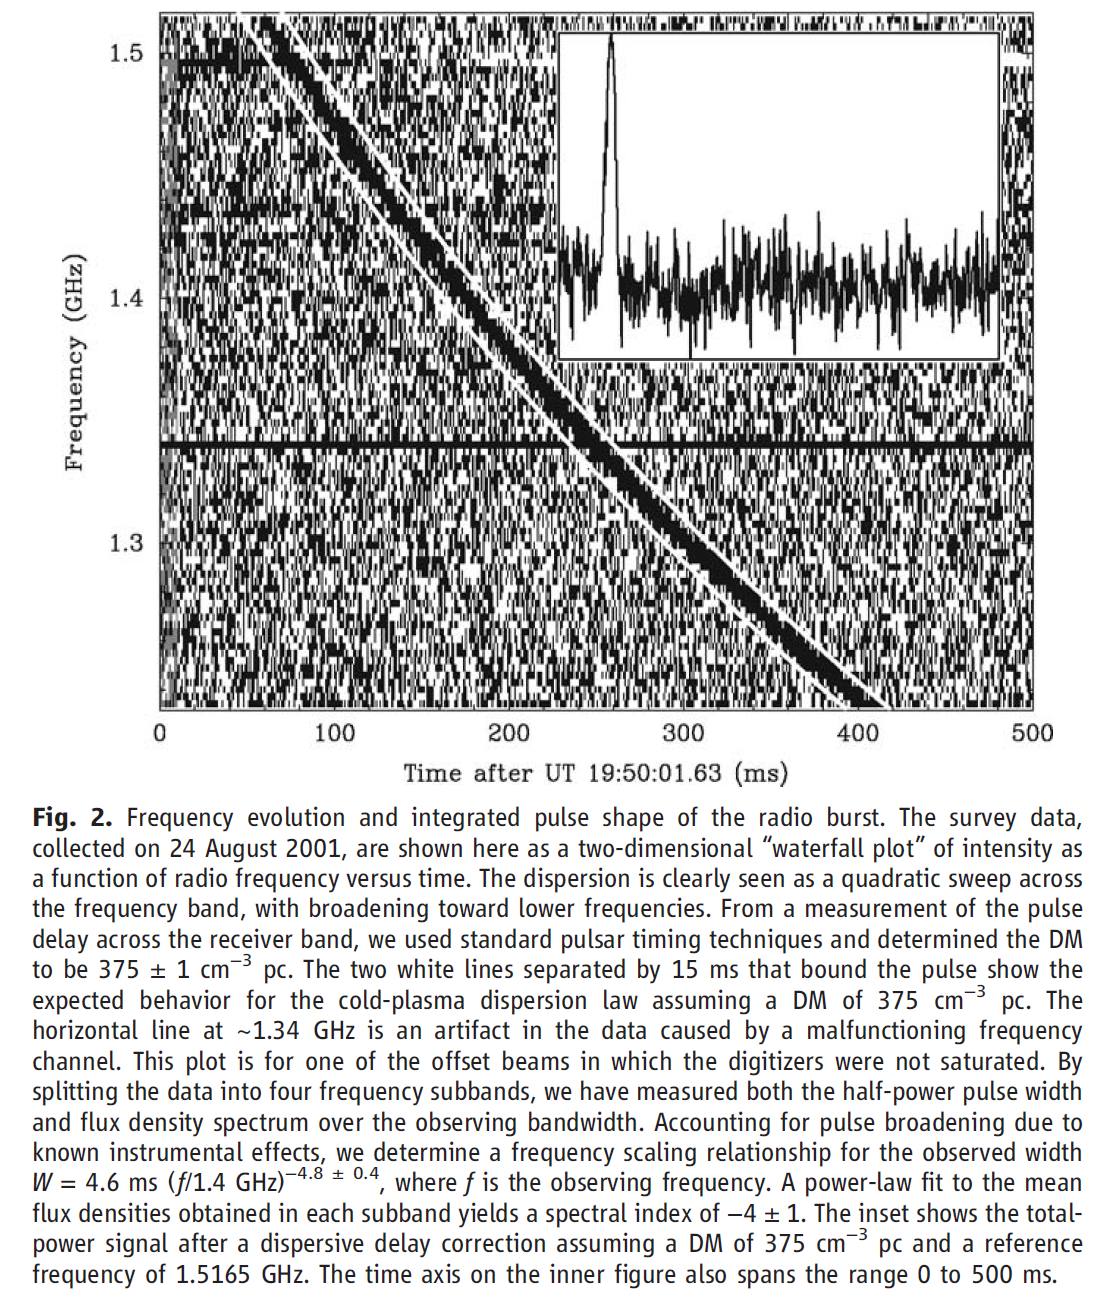 1.5
1.4
1.3
Frequency (GHz)
0 100 200 300 400 500
Time after UT 19:50:01.63 (ms)
Fig. 2. Frequency evolution and integrated pulse shape of the radio burst. The survey data,
collected on 24 August 2001, are shown here as a two-dimensional “waterfall plot” of intensity as
a function of radio frequency versus time. The dispersion is clearly seen as a quadratic sweep across
the frequency band, with broadening toward lower frequencies. From a measurement of the pulse
delay across the receiver band, we used standard pulsar timing techniques and determined the DM
to be 375 ± 1 cm⁻³ pc. The two white lines separated by 15 ms that bound the pulse show the
expected behavior for the cold-plasma dispersion law assuming a DM of 375 cm⁻³ pc. The
horizontal line at ~1.34 GHz is an artifact in the data caused by a malfunctioning frequency
channel. This plot is for one of the offset beams in which the digitizers were not saturated. By
splitting the data into four frequency subbands, we have measured both the half-power pulse width
and flux density spectrum over the observing bandwidth. Accounting for pulse broadening due to
known instrumental effects, we determine a frequency scaling relationship for the observed width
W = 4.6 ms (f/1.4 GHz)⁻⁴·⁸ ± ⁰·⁴, where f is the observing frequency. A power-law fit to the mean
flux densities obtained in each subband yields a spectral index of −4 ± 1. The inset shows the total-
power signal after a dispersive delay correction assuming a DM of 375 cm⁻³ pc and a reference
frequency of 1.5165 GHz. The time axis on the inner figure also spans the range 0 to 500 ms.